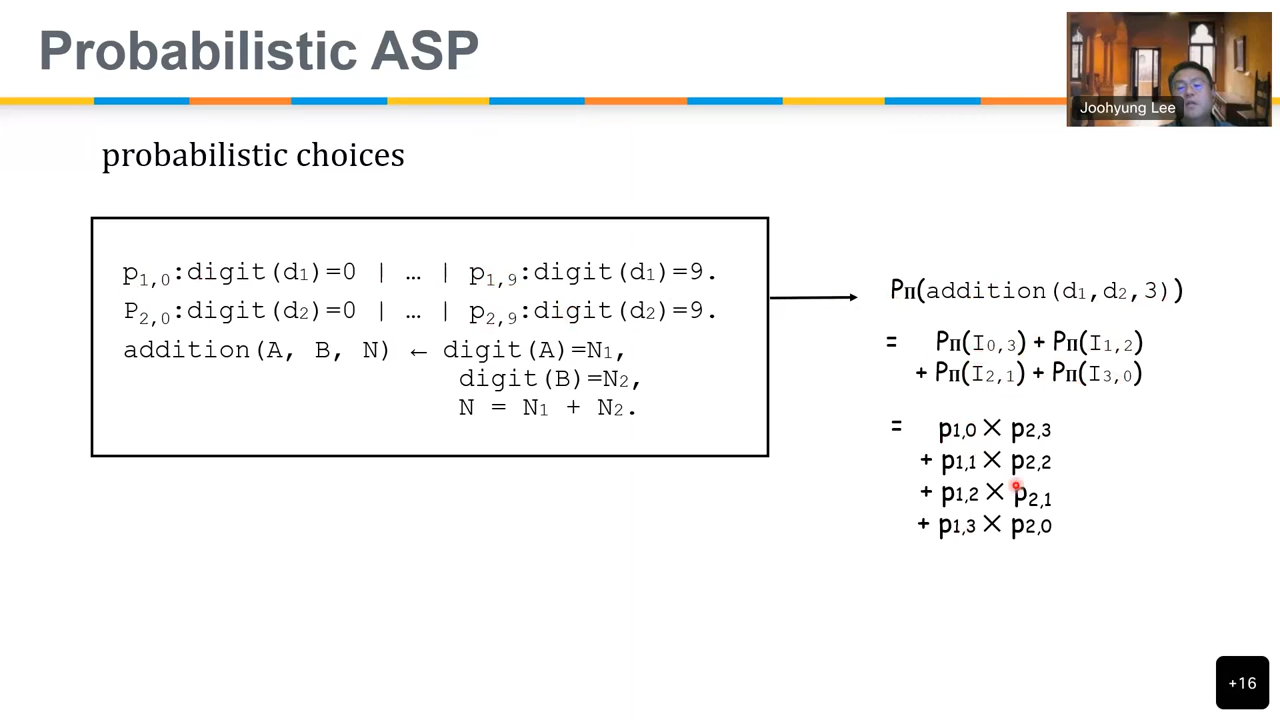 Probabilistic ASP
Joohyung Lee
probabilistic choices
p1,0:digit(d1)=0 | … | p1,9:digit(d1)=9.
P2,0:digit(d2)=0 | … | p2,9:digit(d2)=9.
addition(A, B, N) ← digit(A)=N1,
digit(B)=N2,
N = N1 + N2.
PΠ(addition(d1,d2,3))
= PΠ(I0,3) + PΠ(I1,2)
+ PΠ(I2,1) + PΠ(I3,0)
= p1,0 × p2,3
+ p1,1 × p2,2
+ p1,2 × p2,1
+ p1,3 × p2,0
+16